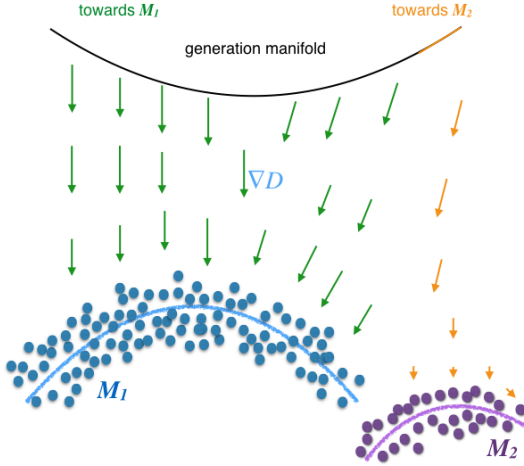 towards M₁
towards M₂
generation manifold
∇D
M₁
M₂